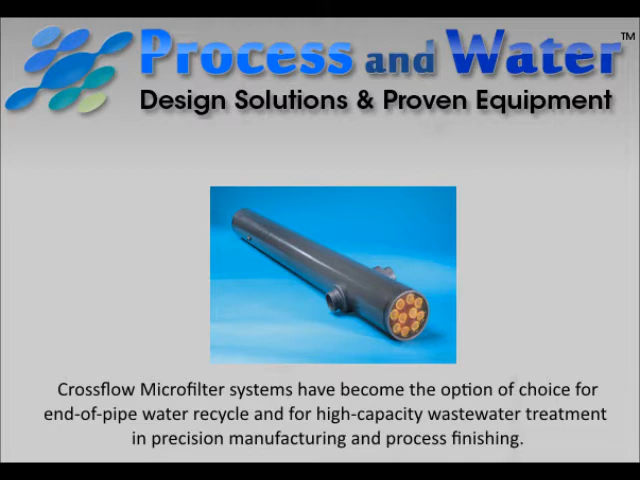 Process and Water™
Design Solutions & Proven Equipment
Crossflow Microfilter systems have become the option of choice for
end-of-pipe water recycle and for high-capacity wastewater treatment
in precision manufacturing and process finishing.